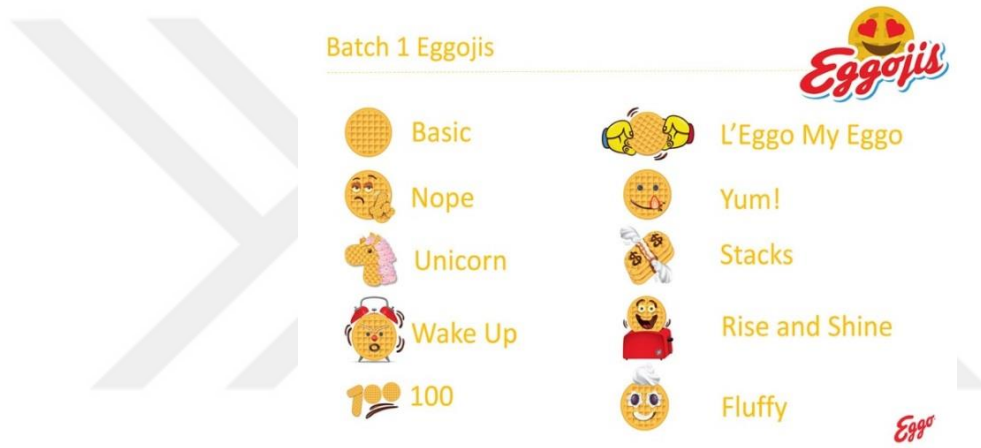 Batch 1 Eggojis
Eggojis
Basic
L'Eggo My Eggo
Nope
Yum!
Unicorn
$ $
Stacks
Wake Up
Rise and Shine
100
100
Fluffy
Eggo